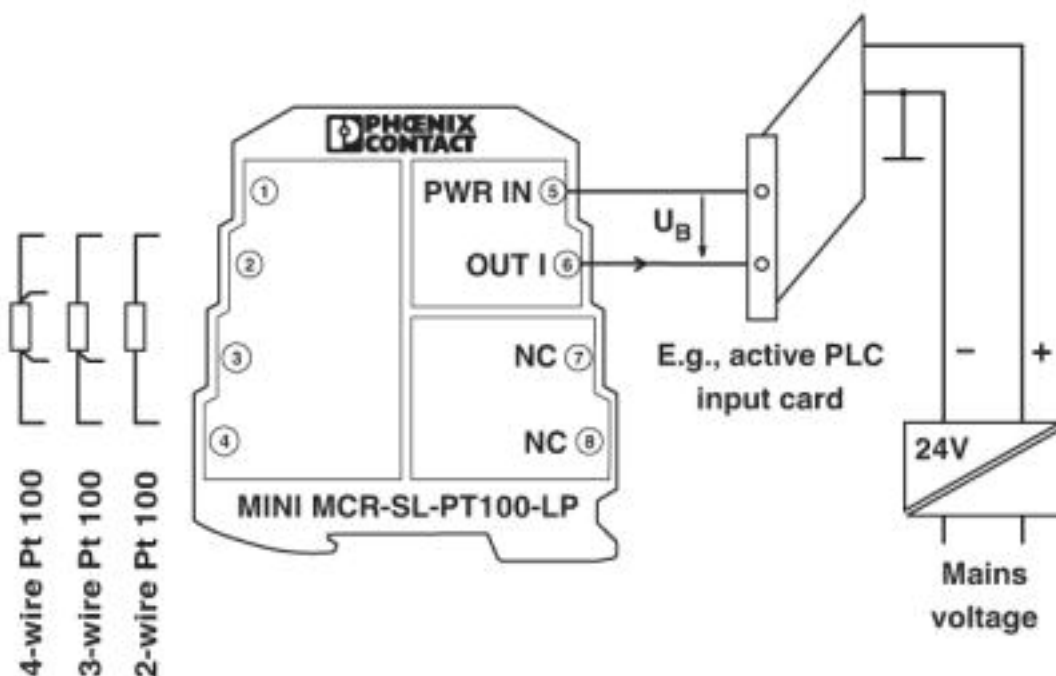 PHŒNIX
CONTACT
1
PWR IN 5
2
U_B
OUT I 6
3
NC 7
E.g., active PLC
input card
– +
4
NC 8
24V
MINI MCR-SL-PT100-LP
Mains
voltage
4-wire Pt 100
3-wire Pt 100
2-wire Pt 100